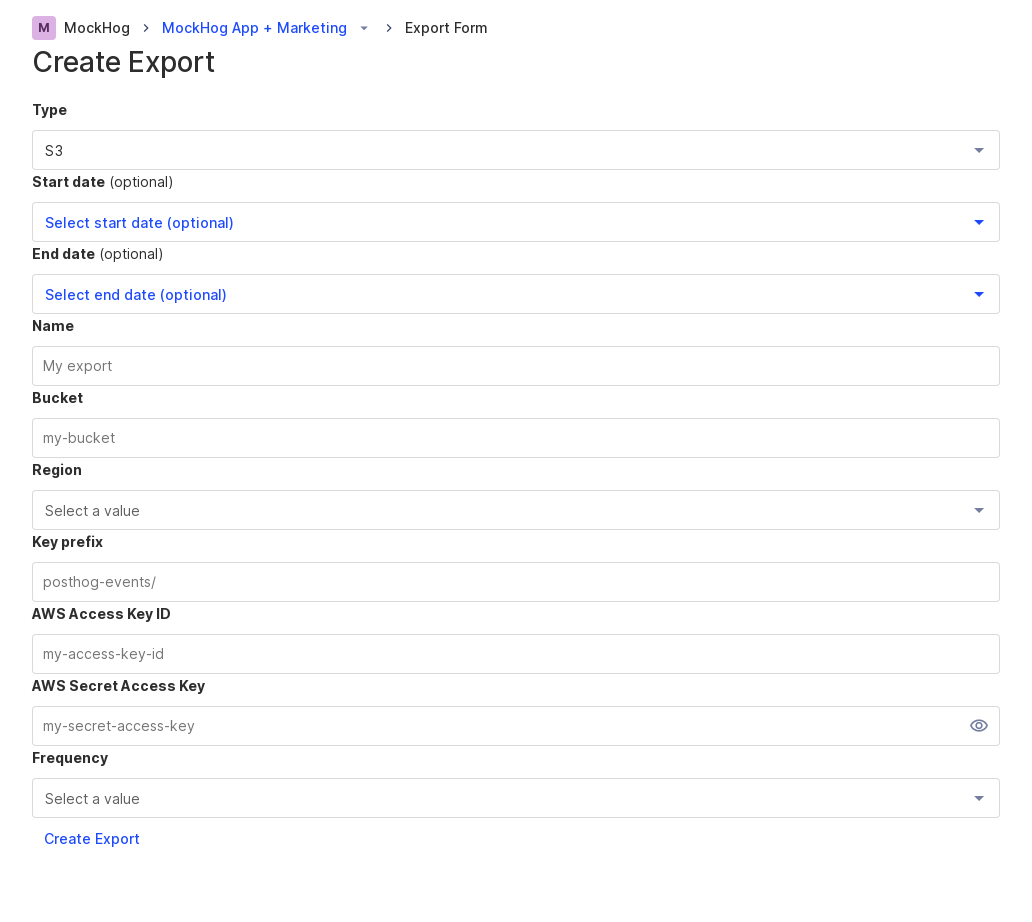 M MockHog MockHog App + Marketing Export Form
Create Export
Type
S3
Start date (optional)
Select start date (optional)
End date (optional)
Select end date (optional)
Name
My export
Bucket
my-bucket
Region
Select a value
Key prefix
posthog-events/
AWS Access Key ID
my-access-key-id
AWS Secret Access Key
my-secret-access-key
Frequency
Select a value
Create Export